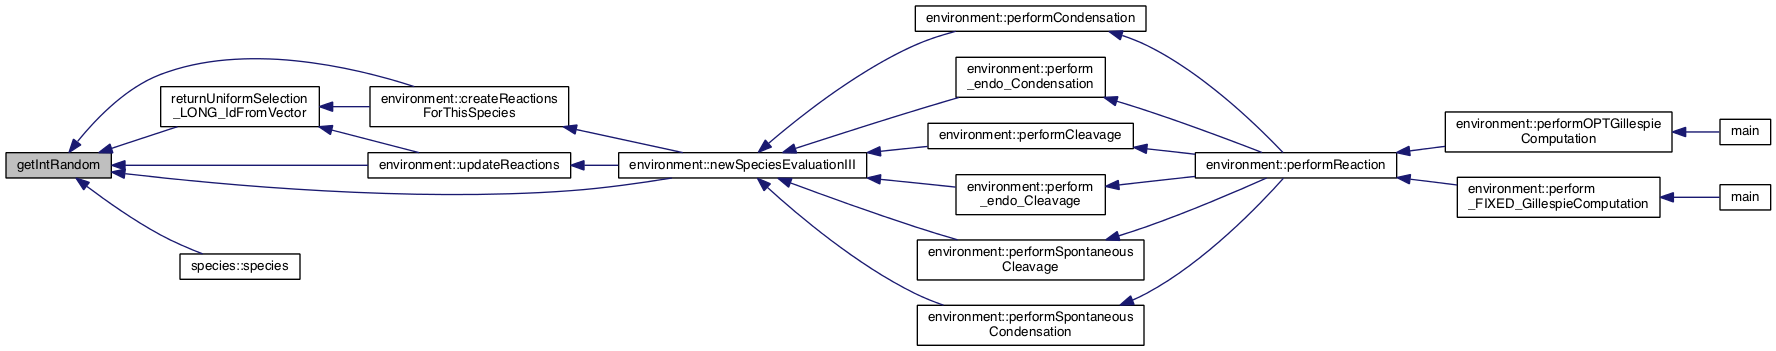 getIntRandom
returnUniformSelection
_LONG_IdFromVector
species::species
environment::createReactions
ForThisSpecies
environment::updateReactions
environment::newSpeciesEvaluationIII
environment::performCondensation
environment::perform
_endo_Condensation
environment::performCleavage
environment::perform
_endo_Cleavage
environment::performSpontaneous
Cleavage
environment::performSpontaneous
Condensation
environment::performReaction
environment::performOPTGillespie
Computation
environment::perform
_FIXED_GillespieComputation
main
main